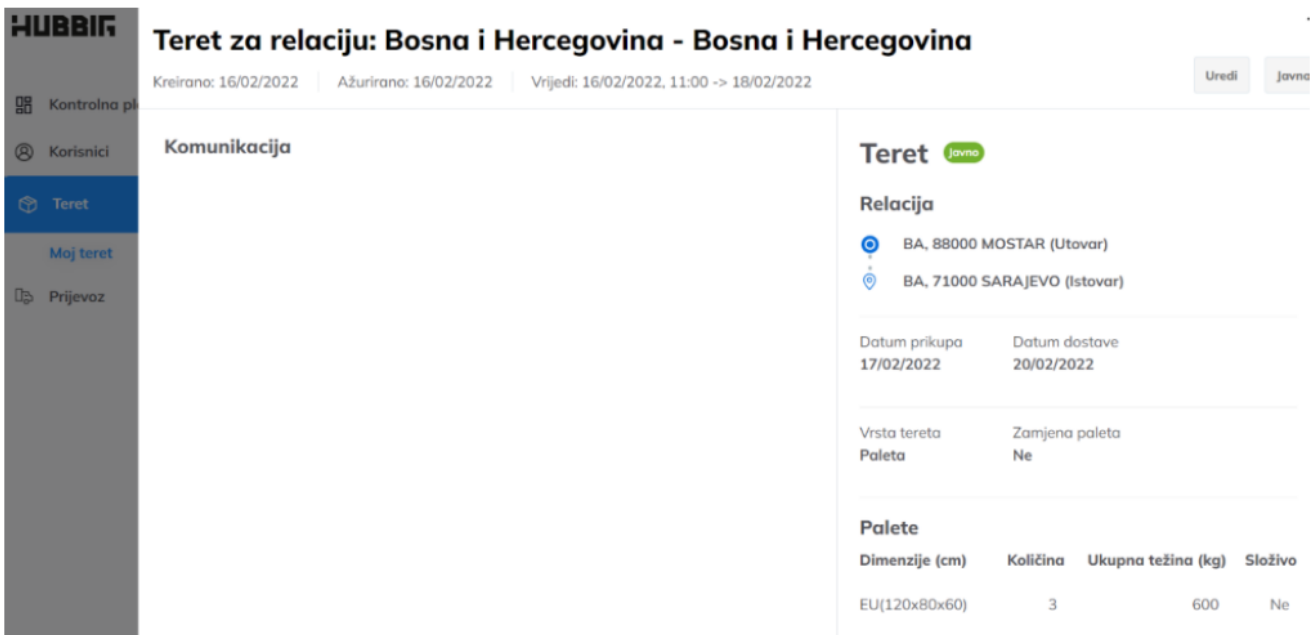 HUBBIG
Teret za relaciju: Bosna i Hercegovina - Bosna i Hercegovina
Kreirano: 16/02/2022 Ažurirano: 16/02/2022 Vrijedi: 16/02/2022, 11:00 -> 18/02/2022
Uredi
Javno
Kontrolna
Korisnici
Teret
Moj teret
Prijevoz
Komunikacija
Teret Javno
Relacija
BA, 88000 MOSTAR (Utovar)
BA, 71000 SARAJEVO (Istovar)
Datum prikupa Datum dostave
17/02/2022 20/02/2022
Vrsta tereta Zamjena paleta
Paleta Ne
Palete
Dimenzije (cm) Količina Ukupna težina (kg) Složivo
EU(120x80x60) 3 600 Ne